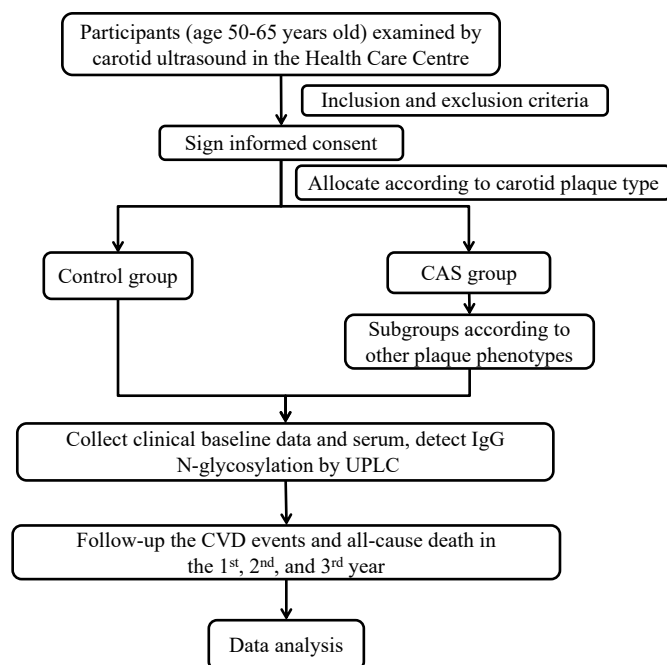 Participants (age 50-65 years old) examined by
carotid ultrasound in the Health Care Centre
Inclusion and exclusion criteria
Sign informed consent
Allocate according to carotid plaque type
Control group
CAS group
Subgroups according to
other plaque phenotypes
Collect clinical baseline data and serum, detect IgG
N-glycosylation by UPLC
Follow-up the CVD events and all-cause death in
the 1st, 2nd, and 3rd year
Data analysis